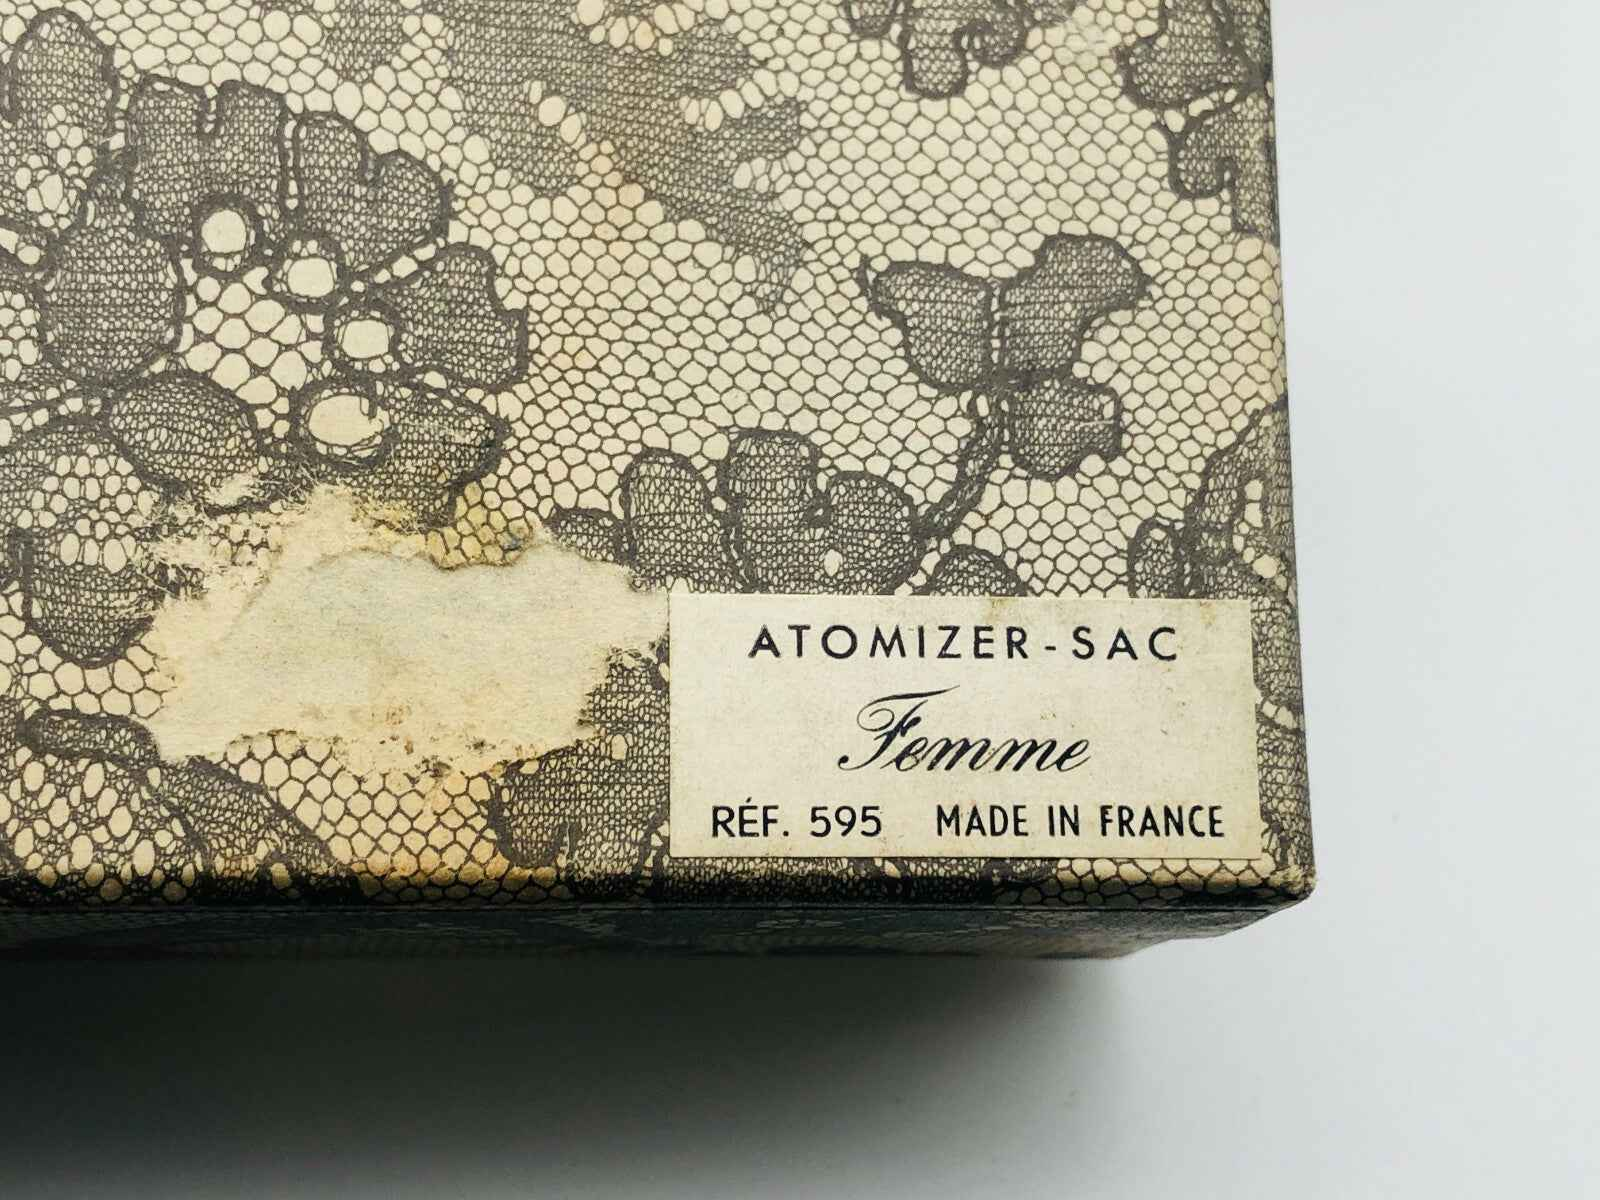 ATOMIZER-SAC
Femme
RÉF. 595 MADE IN FRANCE